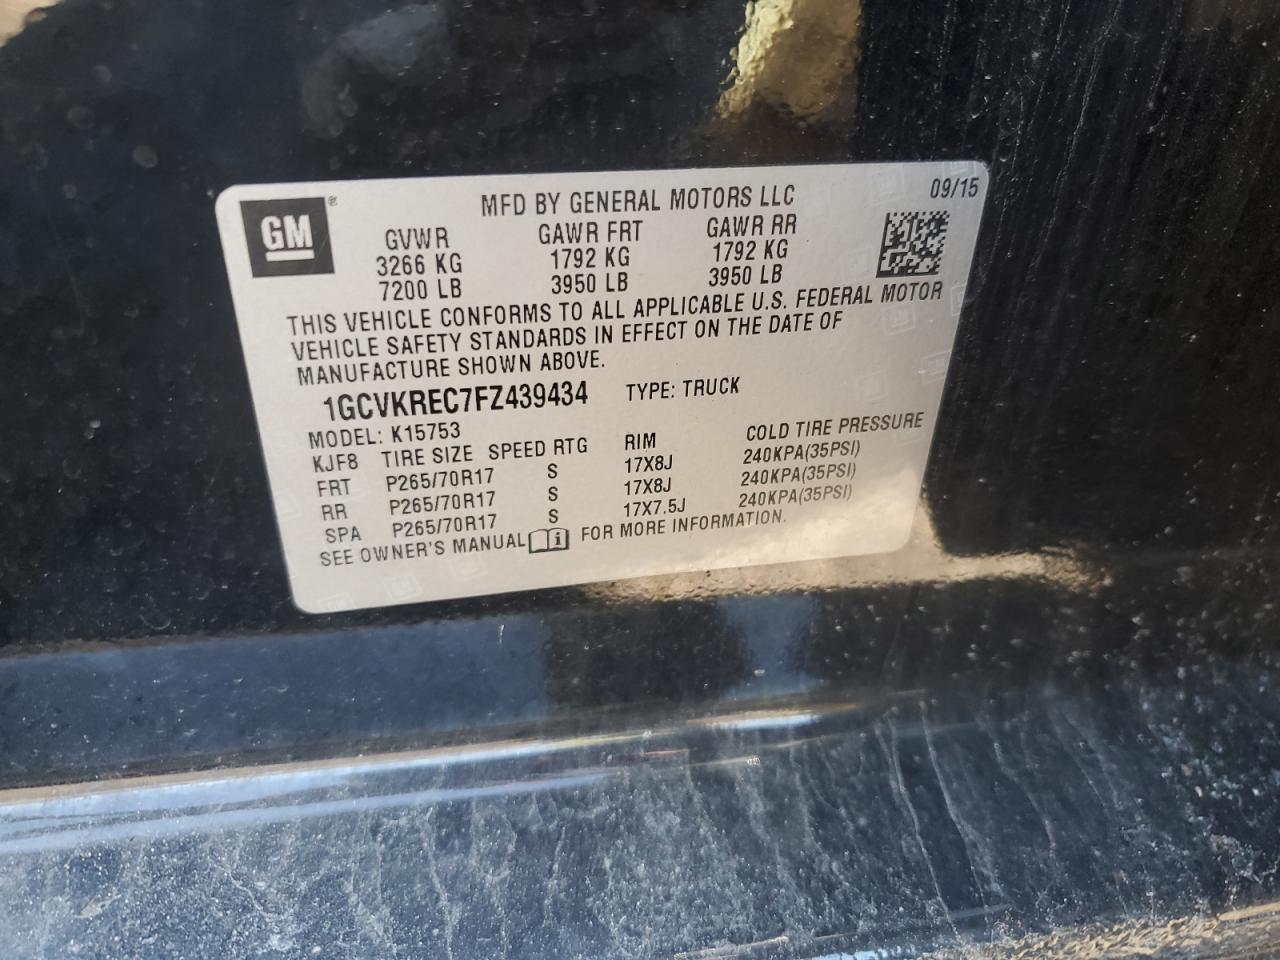 GM®
MFD BY GENERAL MOTORS LLC 09/15
GVWR GAWR FRT GAWR RR
3266 KG 1792 KG 1792 KG
7200 LB 3950 LB 3950 LB
THIS VEHICLE CONFORMS TO ALL APPLICABLE U.S. FEDERAL MOTOR
VEHICLE SAFETY STANDARDS IN EFFECT ON THE DATE OF
MANUFACTURE SHOWN ABOVE.
1GCVKREC7FZ439434 TYPE: TRUCK
MODEL: K15753
KJF8 TIRE SIZE SPEED RTG RIM COLD TIRE PRESSURE
FRT P265/70R17 S 17X8J 240KPA(35PSI)
RR P265/70R17 S 17X8J 240KPA(35PSI)
SPA P265/70R17 S 17X7.5J 240KPA(35PSI)
SEE OWNER'S MANUAL i FOR MORE INFORMATION.